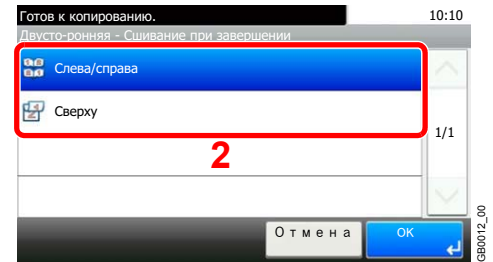 Готов к копированию. 10:10
Двусто-ронняя - Сшивание при завершении
Слева/справа
Сверху
1/1
2
Отмена OK
GB0012_00